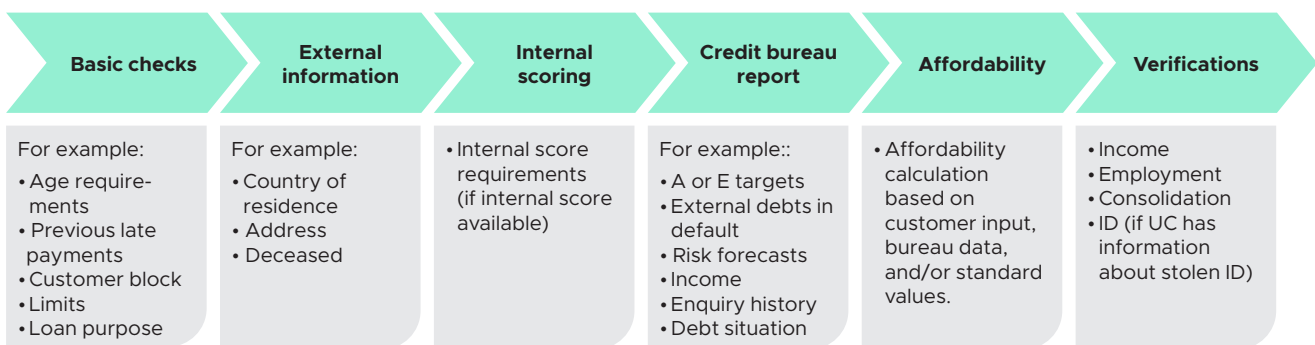 Basic checks
External
information
Internal
scoring
Credit bureau
report
Affordability
Verifications
For example:
• Age require-
ments
• Previous late
payments
• Customer block
• Limits
• Loan purpose
For example:
• Country of
residence
• Address
• Deceased
• Internal score
requirements
(if internal score
available)
For example::
• A or E targets
• External debts in
default
• Risk forecasts
• Income
• Enquiry history
• Debt situation
• Affordability
calculation
based on
customer input,
bureau data,
and/or standard
values.
• Income
• Employment
• Consolidation
• ID (if UC has
information
about stolen ID)